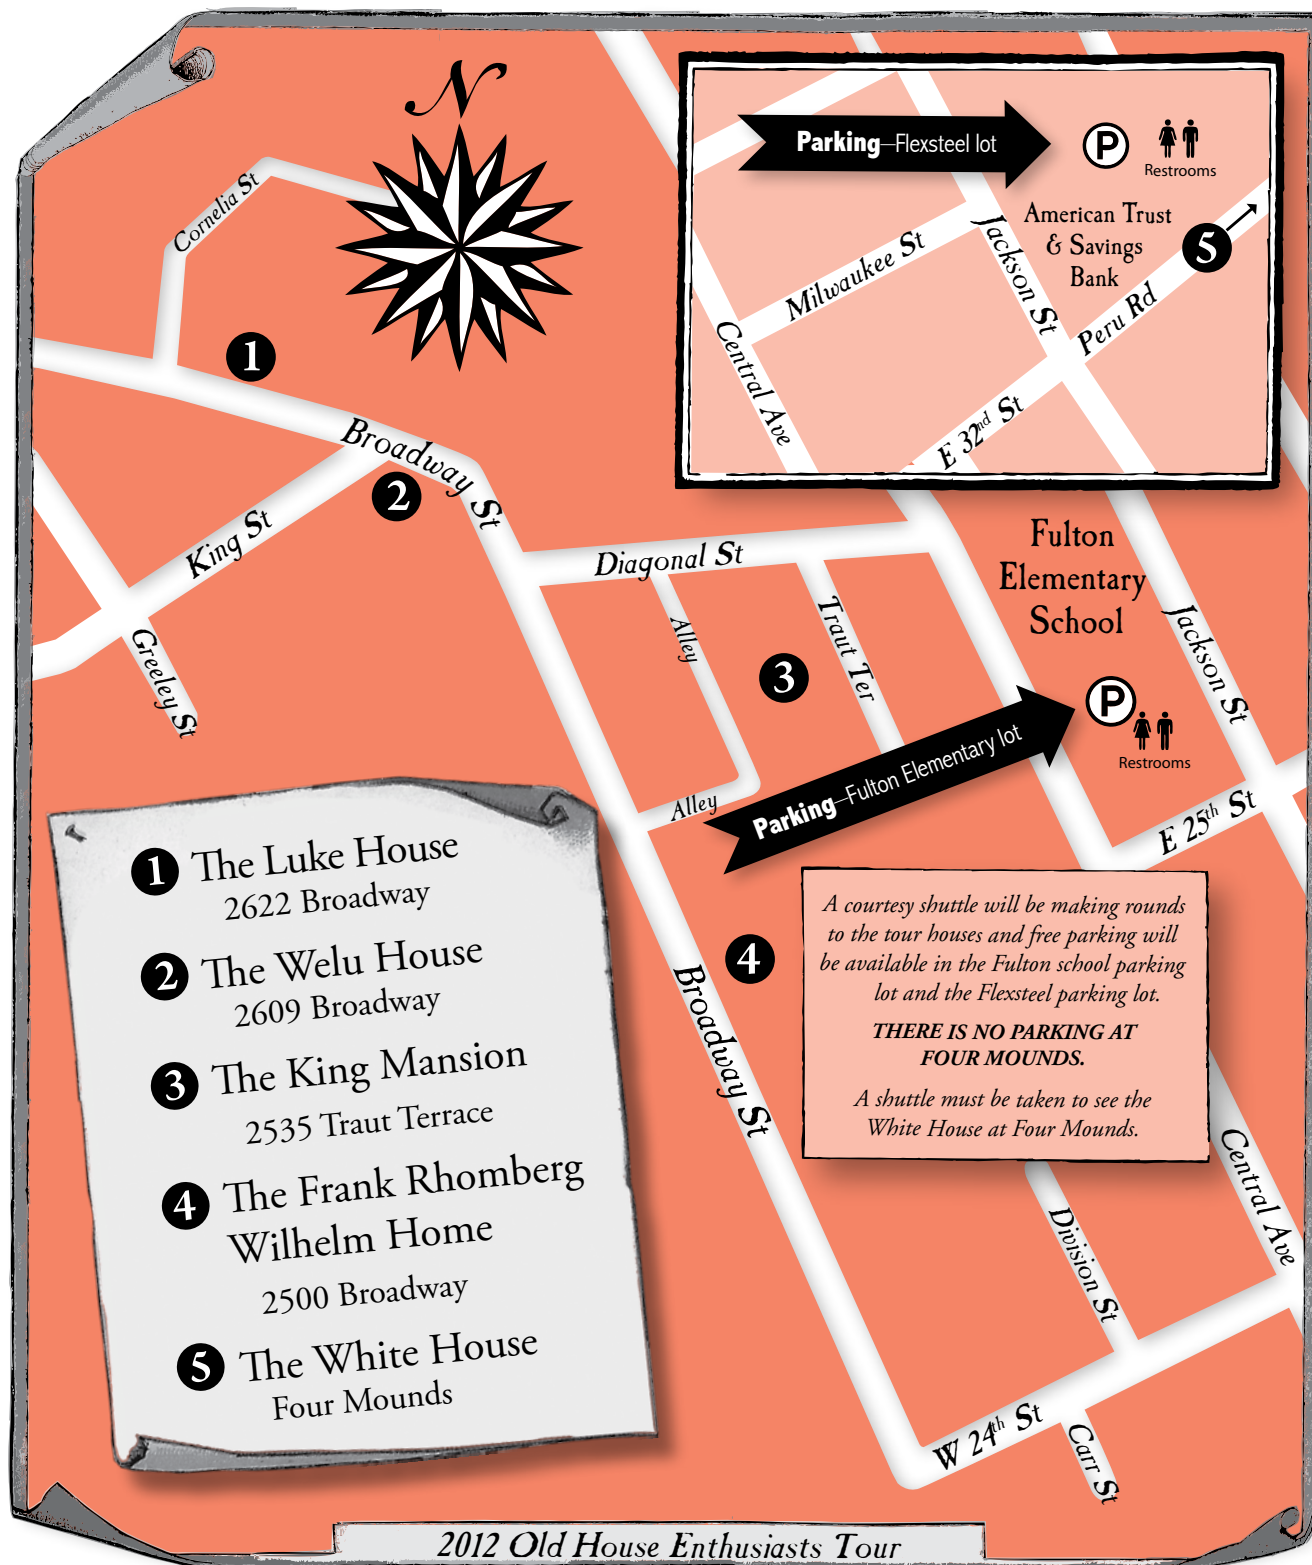 N
Cornelia St
Parking—Flexsteel lot
P
Restrooms
American Trust
& Savings
Bank
5
Milwaukee St
Jackson St
Peru Rd
Central Ave
E 32nd St
1
Broadway St
2
King St
Greeley St
Diagonal St
Alley
Traut Ter
3
Fulton
Elementary
School
Jackson St
P
Restrooms
Parking—Fulton Elementary lot
Alley
E 25th St
4
Broadway St
A courtesy shuttle will be making rounds
to the tour houses and free parking will
be available in the Fulton school parking
lot and the Flexsteel parking lot.
THERE IS NO PARKING AT
FOUR MOUNDS.
A shuttle must be taken to see the
White House at Four Mounds.
Central Ave
Division St
W 24th St
Carr St
1 The Luke House
2622 Broadway
2 The Welu House
2609 Broadway
3 The King Mansion
2535 Traut Terrace
4 The Frank Rhomberg
Wilhelm Home
2500 Broadway
5 The White House
Four Mounds
2012 Old House Enthusiasts Tour